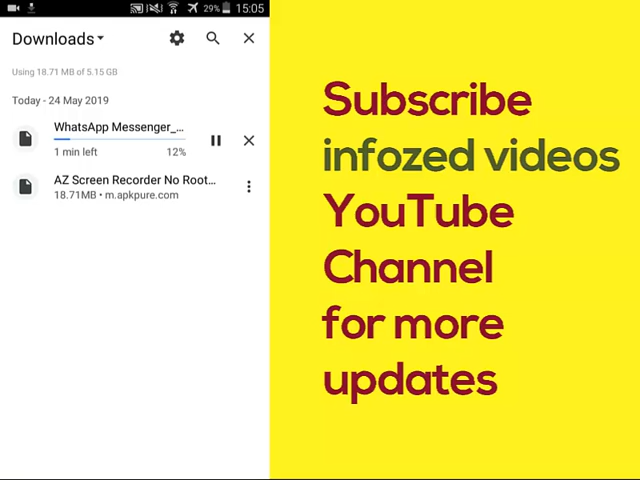 29% 15:05
Downloads
Using 18.71 MB of 5.15 GB
Today - 24 May 2019
WhatsApp Messenger_...
1 min left 12%
AZ Screen Recorder No Root...
18.71MB • m.apkpure.com
Subscribe
infozed videos
YouTube
Channel
for more
updates